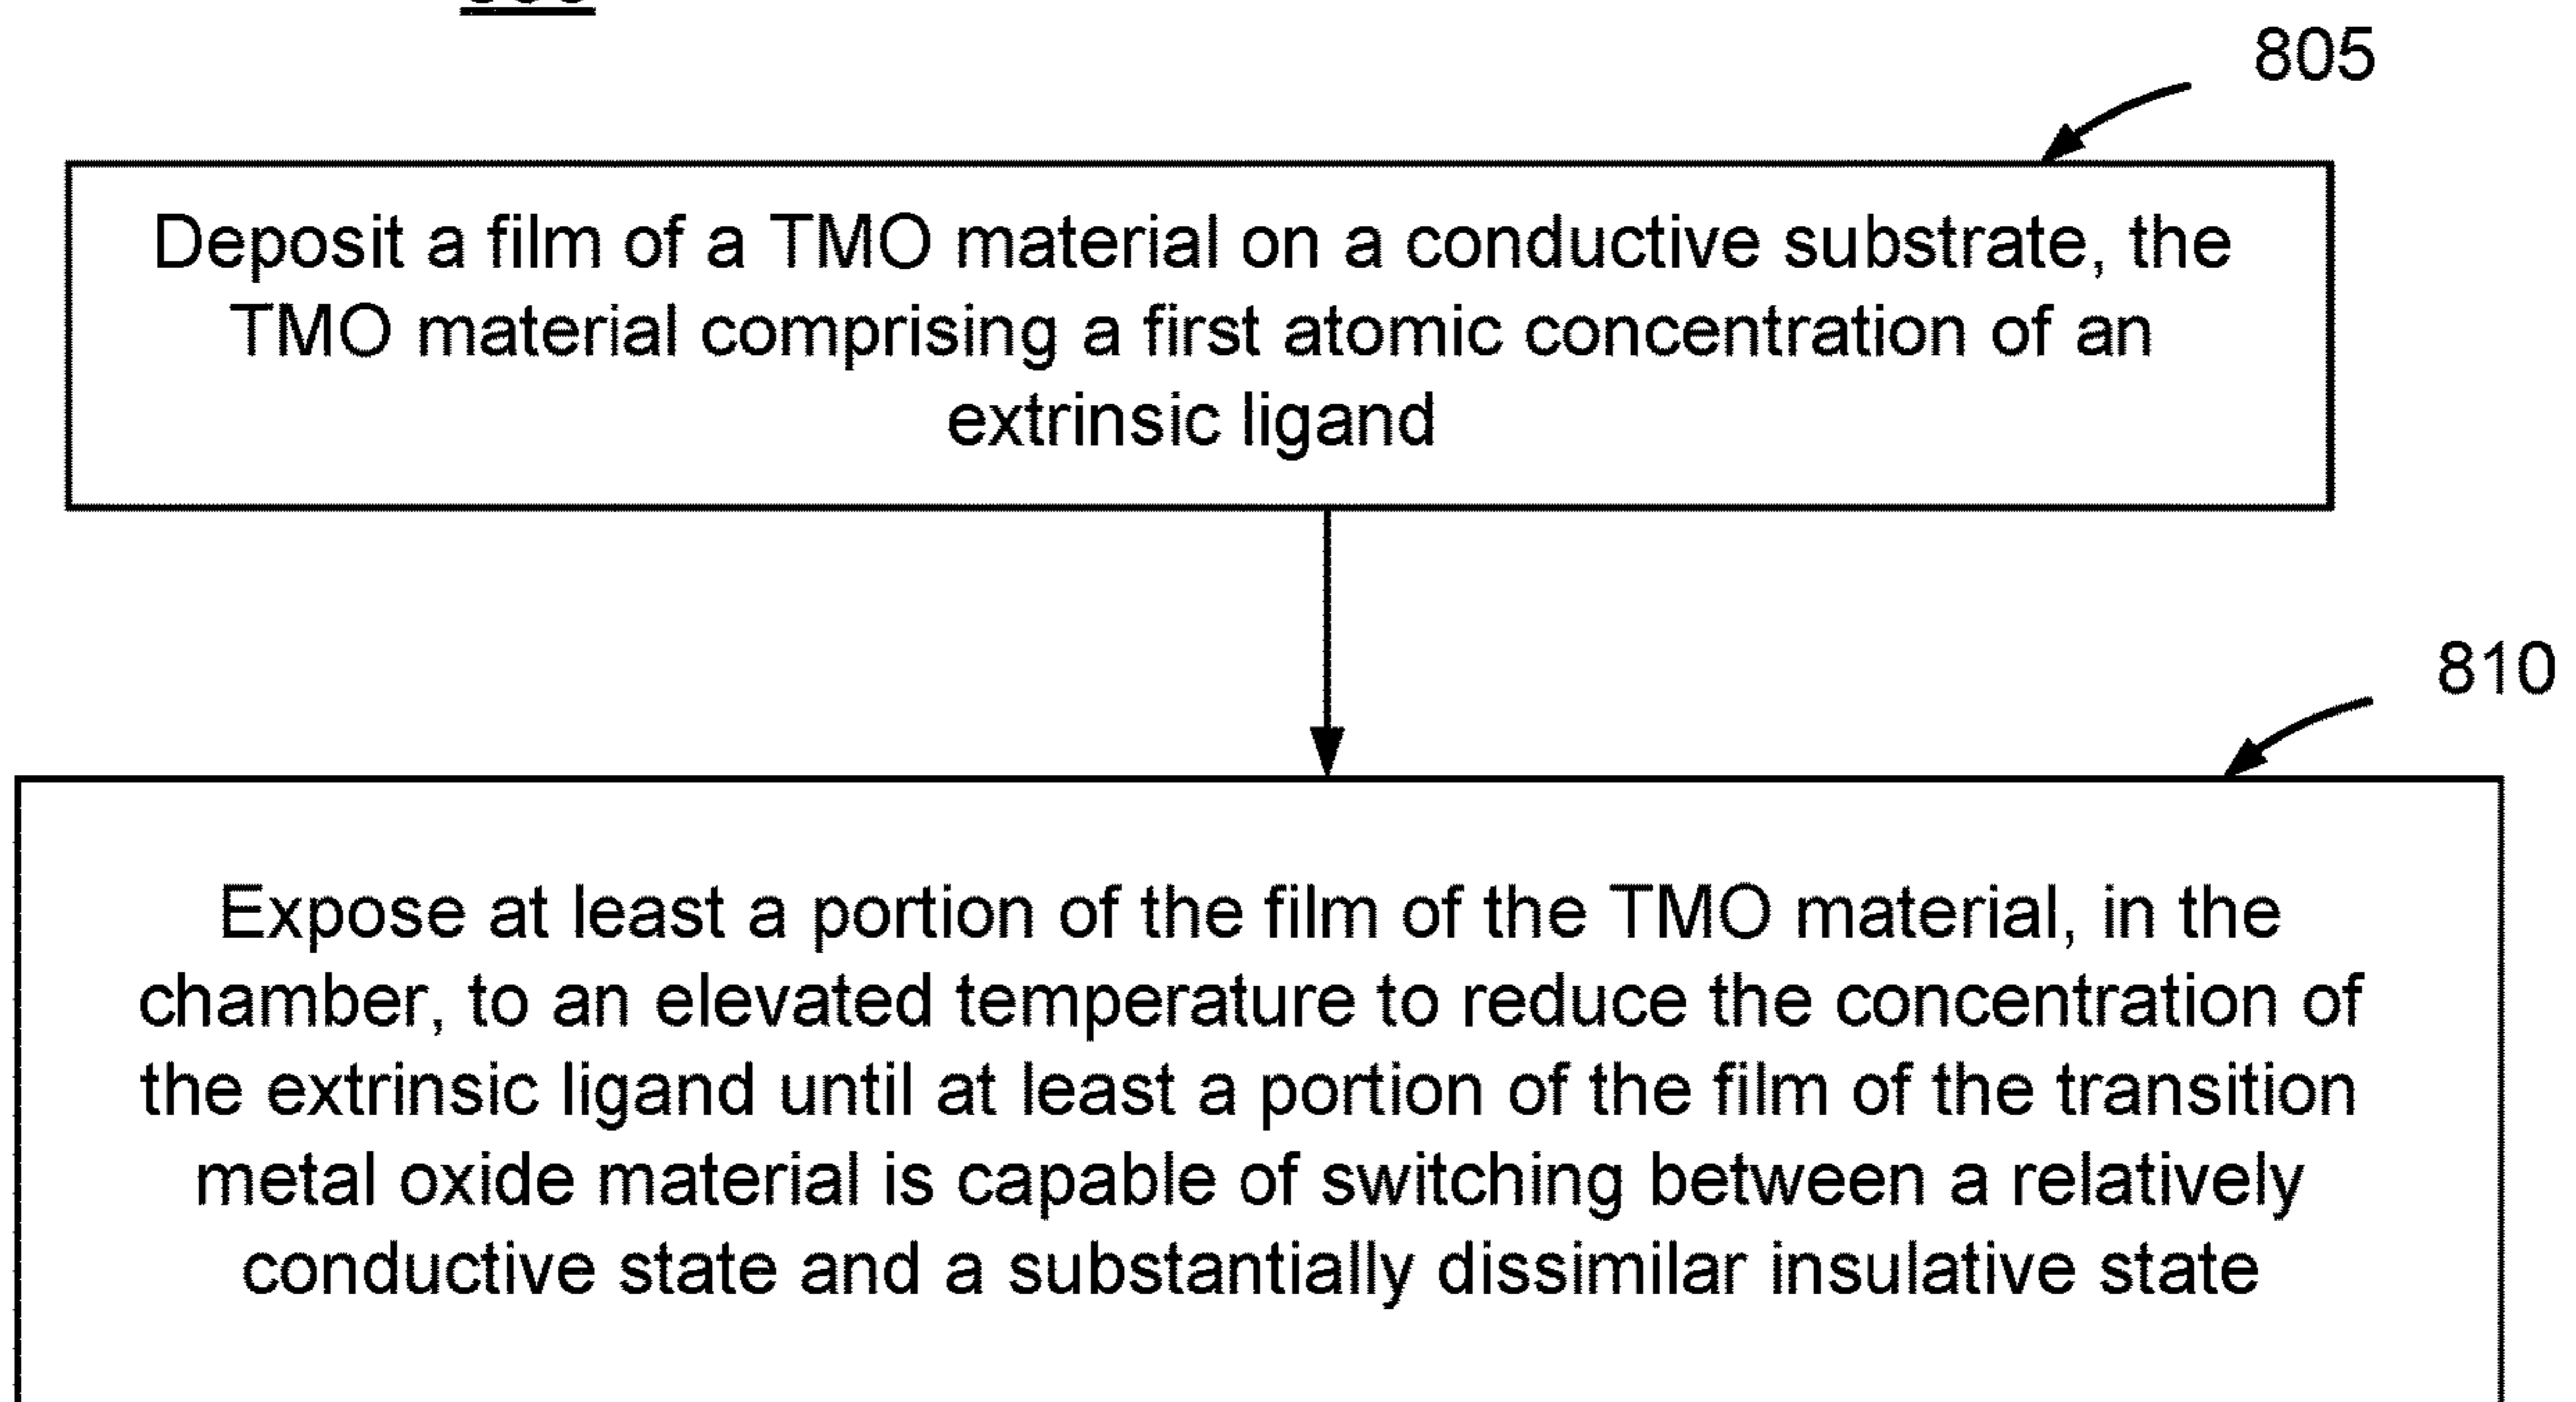 805
Deposit a film of a TMO material on a conductive substrate, the
TMO material comprising a first atomic concentration of an
extrinsic ligand
810
Expose at least a portion of the film of the TMO material, in the
chamber, to an elevated temperature to reduce the concentration of
the extrinsic ligand until at least a portion of the film of the transition
metal oxide material is capable of switching between a relatively
conductive state and a substantially dissimilar insulative state